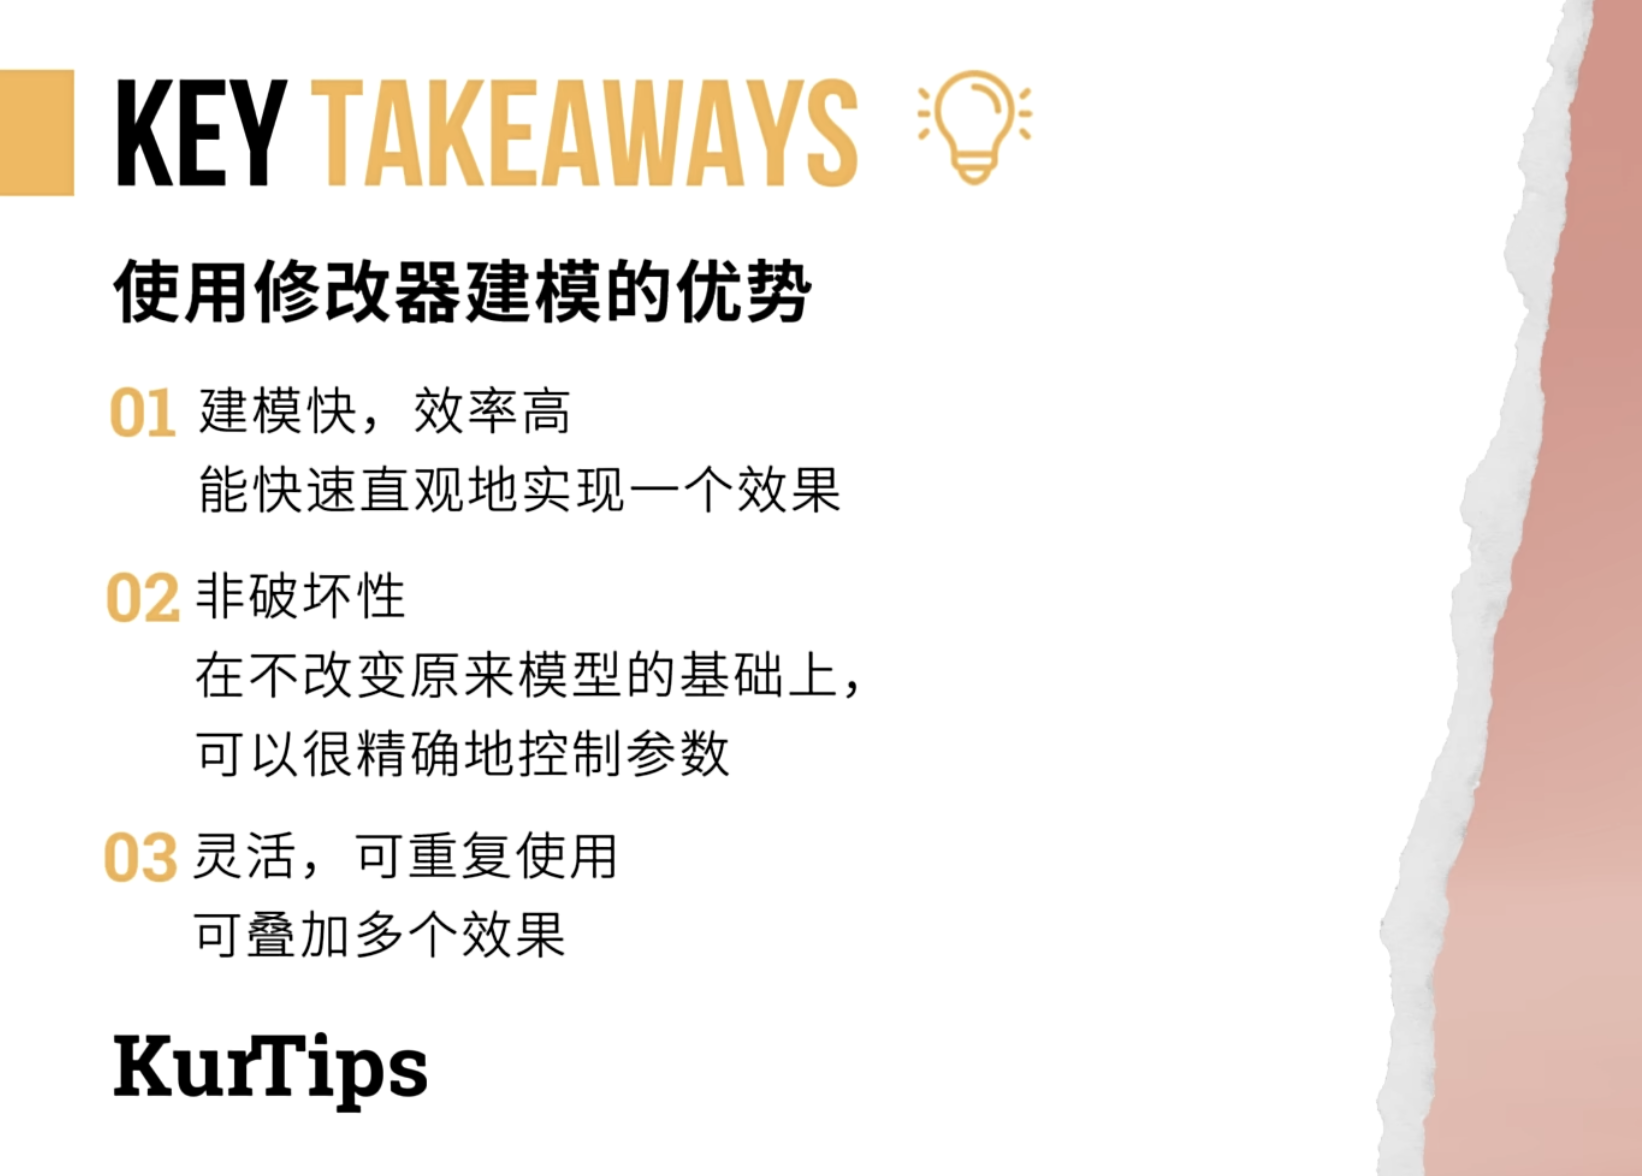 KEY TAKEAWAYS
使用修改器建模的优势
01 建模快，效率高
能快速直观地实现一个效果
02 非破坏性
在不改变原来模型的基础上，
可以很精确地控制参数
03 灵活，可重复使用
可叠加多个效果
KurTips